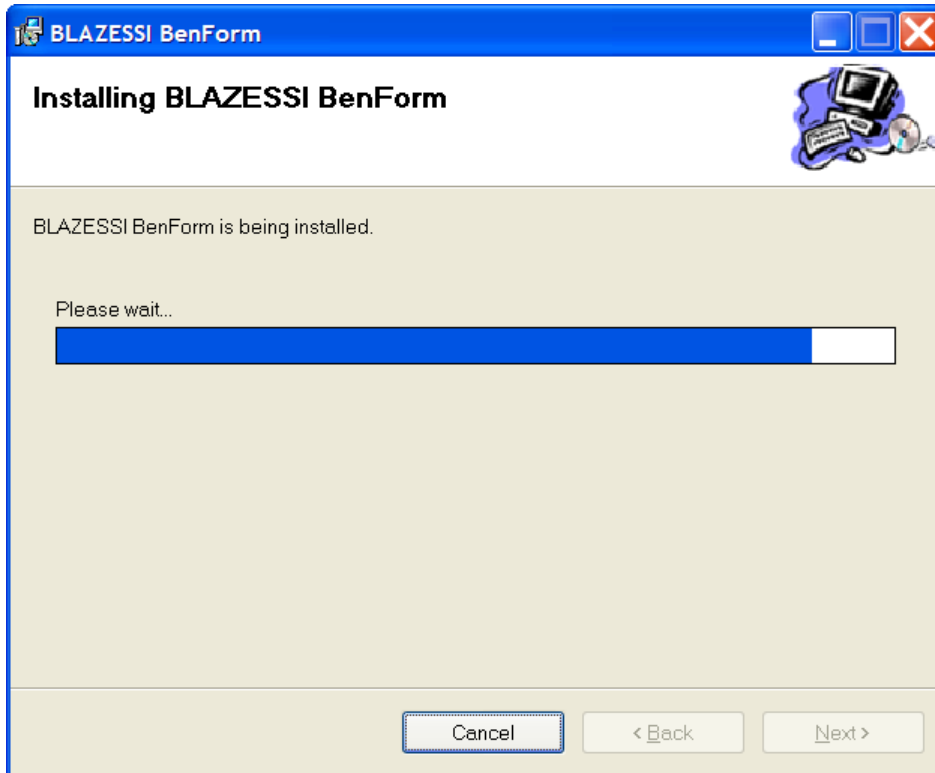 BLAZESSI BenForm
Installing BLAZESSI BenForm
BLAZESSI BenForm is being installed.
Please wait...
Cancel
< Back
Next >